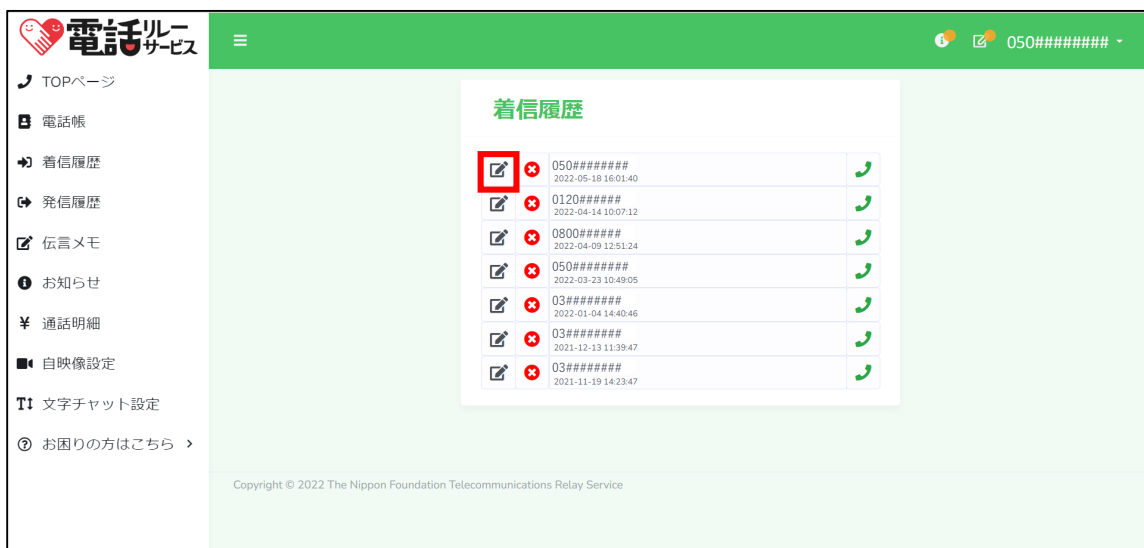 電話リレーサービス
050########
TOPページ
電話帳
着信履歴
発信履歴
伝言メモ
お知らせ
通話明細
自映像設定
文字チャット設定
お困りの方はこちら
着信履歴
050########
2022-05-18 16:01:40
0120######
2022-04-14 10:07:12
0800######
2022-04-09 12:51:24
050########
2022-03-23 10:49:05
03########
2022-01-04 14:40:46
03########
2021-12-13 11:39:47
03########
2021-11-19 14:23:47
Copyright © 2022 The Nippon Foundation Telecommunications Relay Service